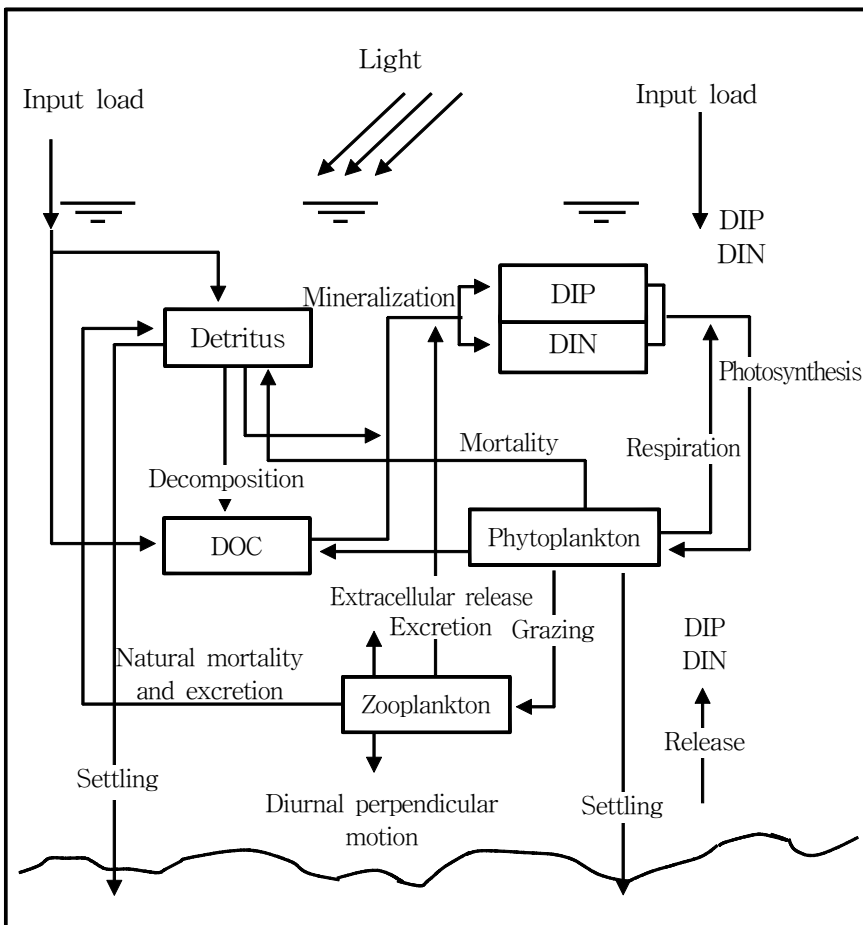 Light
Input load
Input load
DIP
DIN
Mineralization
DIP
Detritus
DIN
Photosynthesis
Mortality
Respiration
Decomposition
DOC
Phytoplankton
Extracellular release
Excretion
Grazing
DIP
DIN
Natural mortality
and excretion
Zooplankton
Release
Settling
Diurnal perpendicular
motion
Settling